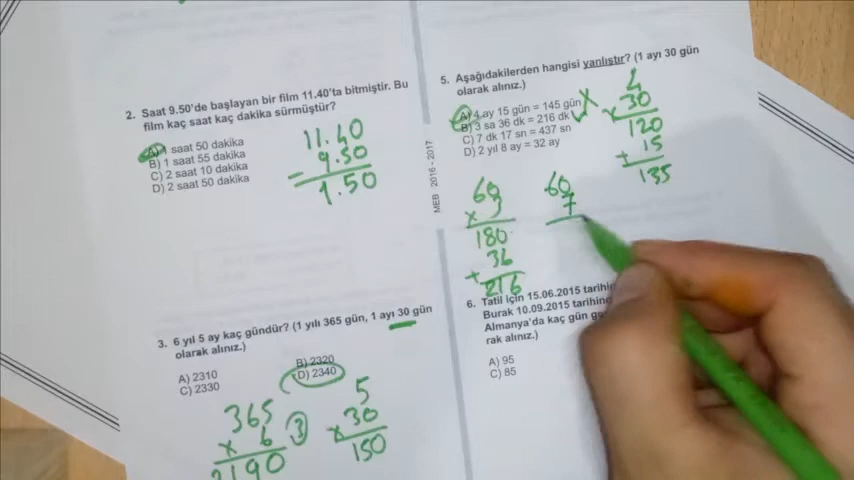 2. Saat 9.50'de başlayan bir film 11.40'ta bitmiştir. Bu
film kaç saat kaç dakika sürmüştür?
A) 1 saat 50 dakika
B) 1 saat 55 dakika
C) 2 saat 10 dakika
D) 2 saat 50 dakika
11.40
- 9.50
1.50
3. 6 yıl 5 ay kaç gündür? (1 yılı 365 gün, 1 ayı 30 gün
olarak alınız.)
A) 2310
B) 2320
C) 2330
D) 2340
365
x 6
2190
3
5
x 30
150
MEB 2016 - 2017
5. Aşağıdakilerden hangisi yanlıştır? (1 ayı 30 gün
olarak alınız.)
A) 4 ay 15 gün = 145 gün
B) 3 sa 36 dk = 216 dk
C) 7 dk 17 sn = 437 sn
D) 2 yıl 8 ay = 32 ay
4
x 30
120
+ 15
135
60
x 3
180
+ 36
216
60
7
6. Tatil için 15.06.2015
Burak 10.09.2015
Almanya'da kaç gün
rak alınız.)
A) 95
C) 85